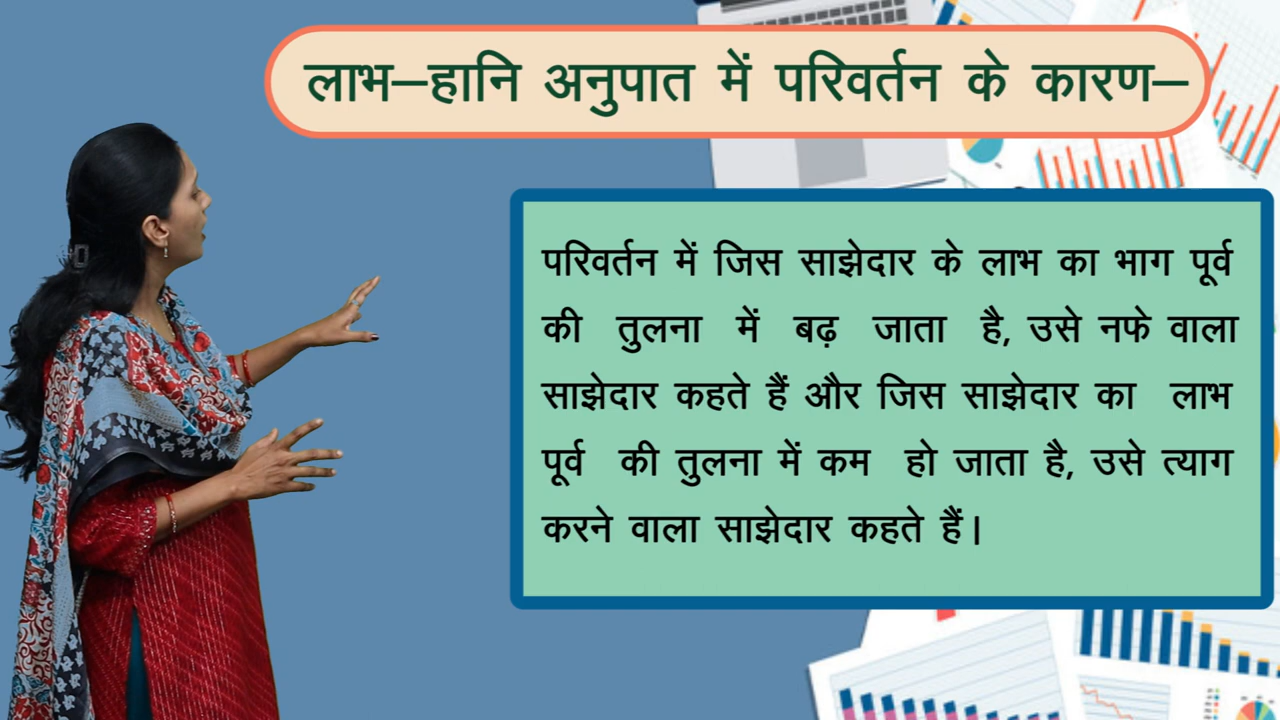 लाभ–हानि अनुपात में परिवर्तन के कारण–
परिवर्तन में जिस साझेदार के लाभ का भाग पूर्व
की तुलना में बढ़ जाता है, उसे नफे वाला
साझेदार कहते हैं और जिस साझेदार का लाभ
पूर्व की तुलना में कम हो जाता है, उसे त्याग
करने वाला साझेदार कहते हैं।